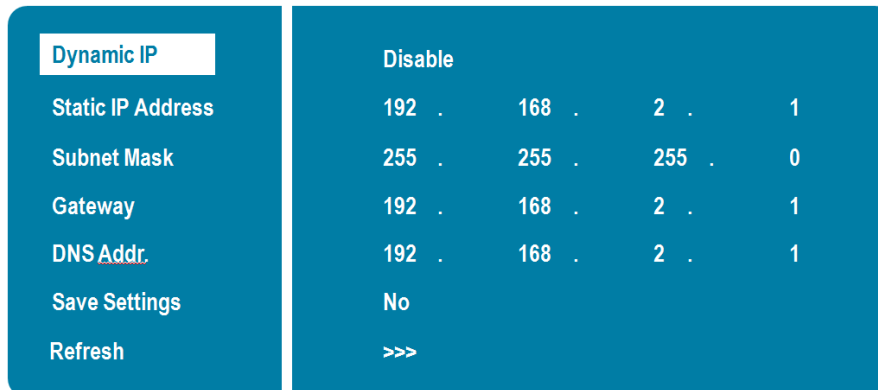 Dynamic IP Disable
Static IP Address 192 . 168 . 2 . 1
Subnet Mask 255 . 255 . 255 . 0
Gateway 192 . 168 . 2 . 1
DNS Addr. 192 . 168 . 2 . 1
Save Settings No
Refresh >>>